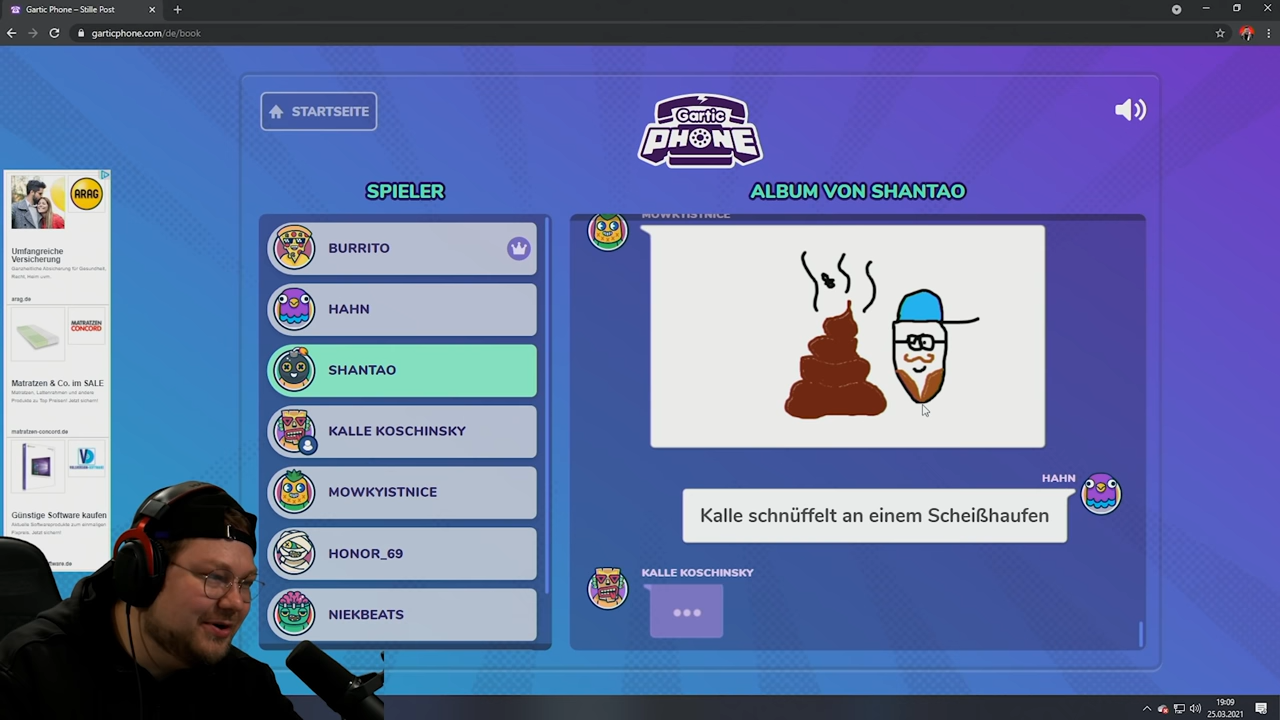 Gartic Phone – Stille Post
garticphone.com/de/book
STARTSEITE
Gartic
PHONE
SPIELER
ALBUM VON SHANTAO
BURRITO
HAHN
SHANTAO
KALLE KOSCHINSKY
MOWKYISTNICE
HONOR_69
NIEKBEATS
MOWKYISTNICE
HAHN
Kalle schnüffelt an einem Scheißhaufen
KALLE KOSCHINSKY
ARAG
Umfangreiche
Versicherung
arag.de
MATRATZEN
CONCORD
Matratzen & Co. im SALE
matratzen-concord.de
Günstige Software kaufen
19:09
25.03.2021